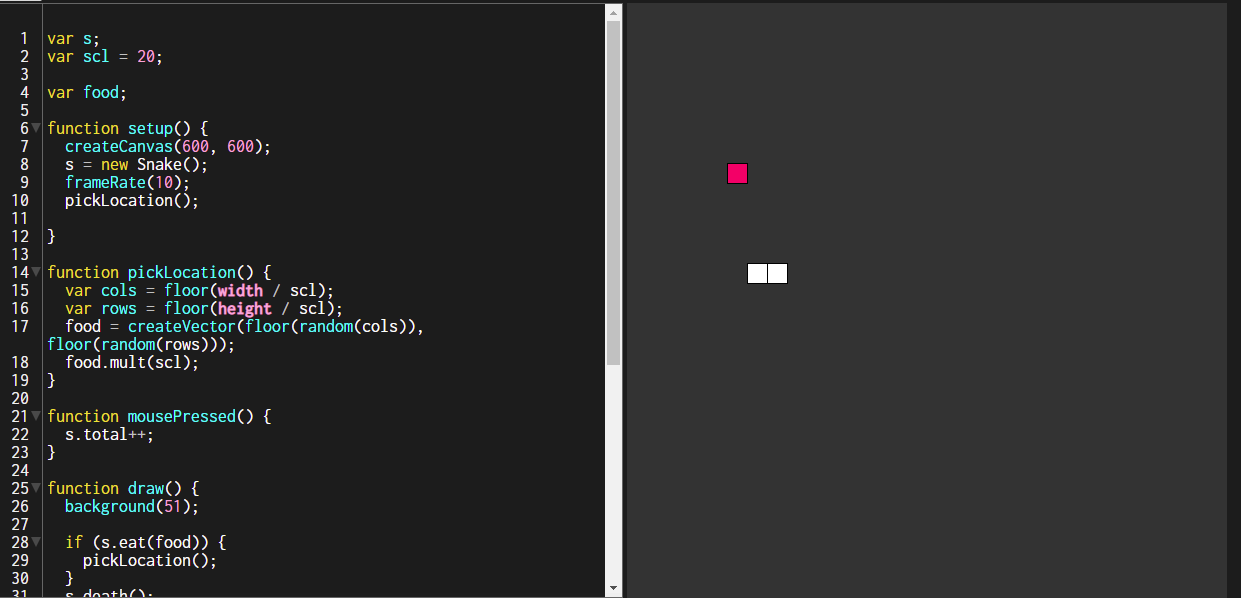 1 var s;
2 var scl = 20;
3
4 var food;
5
6 function setup() {
7 createCanvas(600, 600);
8 s = new Snake();
9 frameRate(10);
10 pickLocation();
11
12 }
13
14 function pickLocation() {
15 var cols = floor(width / scl);
16 var rows = floor(height / scl);
17 food = createVector(floor(random(cols)),
floor(random(rows)));
18 food.mult(scl);
19 }
20
21 function mousePressed() {
22 s.total++;
23 }
24
25 function draw() {
26 background(51);
27
28 if (s.eat(food)) {
29 pickLocation();
30 }
31 s.death();